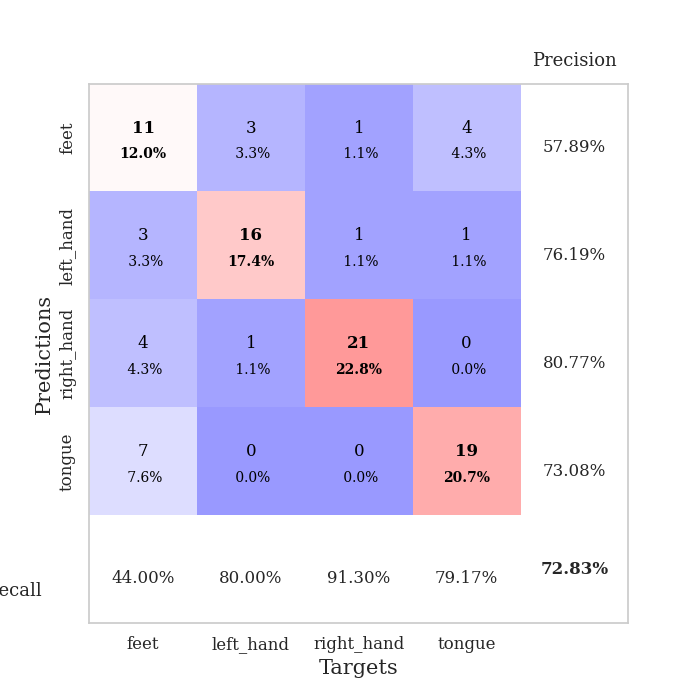 Precision
feet
11 3 1 4
12.0% 3.3% 1.1% 4.3%
57.89%
left_hand
3 16 1 1
3.3% 17.4% 1.1% 1.1%
76.19%
Predictions
right_hand
4 1 21 0
4.3% 1.1% 22.8% 0.0%
80.77%
tongue
7 0 0 19
7.6% 0.0% 0.0% 20.7%
73.08%
ecall
44.00% 80.00% 91.30% 79.17% 72.83%
feet left_hand right_hand tongue
Targets